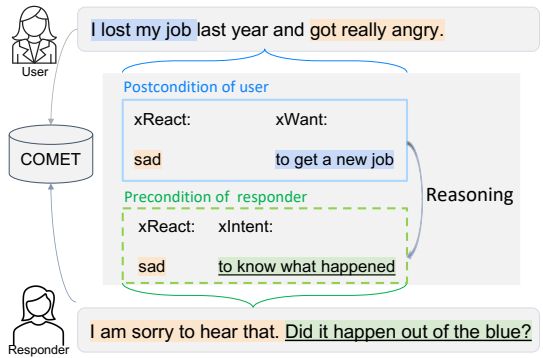 I lost my job last year and got really angry.
User
Postcondition of user
xReact: xWant:
sad to get a new job
COMET
Reasoning
Precondition of responder
xReact: xIntent:
sad to know what happened
Responder
I am sorry to hear that. Did it happen out of the blue?